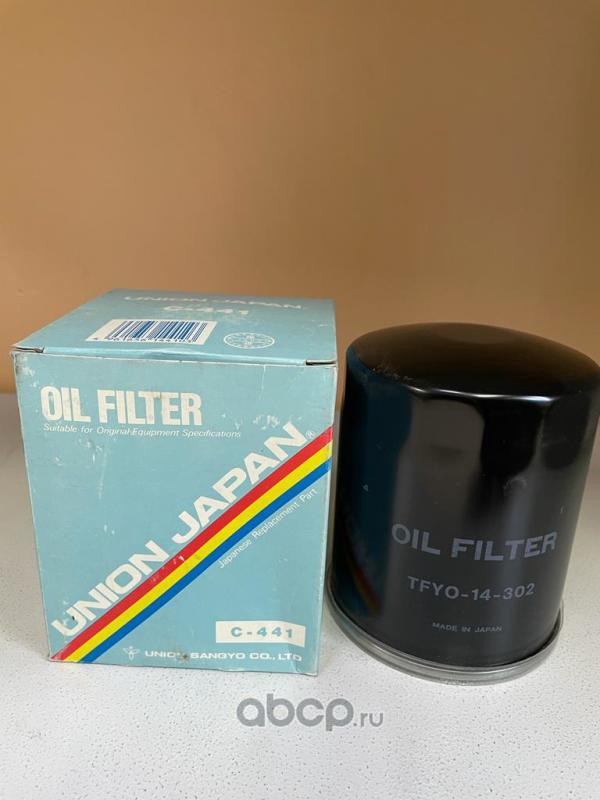 UNION JAPAN
C-441
OIL FILTER
Suitable for Original-Equipment Specifications
UNION JAPAN®
Japanese Replacement Part
C-441
UNION SANGYO CO., LTD
OIL FILTER
TFYO-14-302
MADE IN JAPAN
abcp.ru